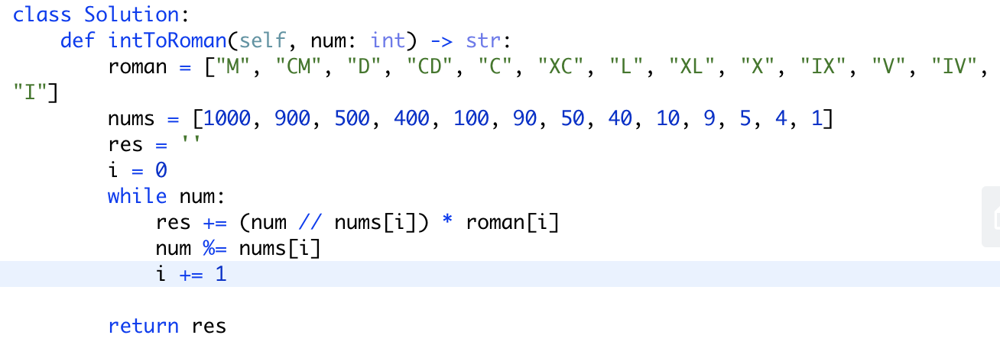 class Solution:
    def intToRoman(self, num: int) -> str:
        roman = ["M", "CM", "D", "CD", "C", "XC", "L", "XL", "X", "IX", "V", "IV",
"I"]
        nums = [1000, 900, 500, 400, 100, 90, 50, 40, 10, 9, 5, 4, 1]
        res = ''
        i = 0
        while num:
            res += (num // nums[i]) * roman[i]
            num %= nums[i]
            i += 1

        return res